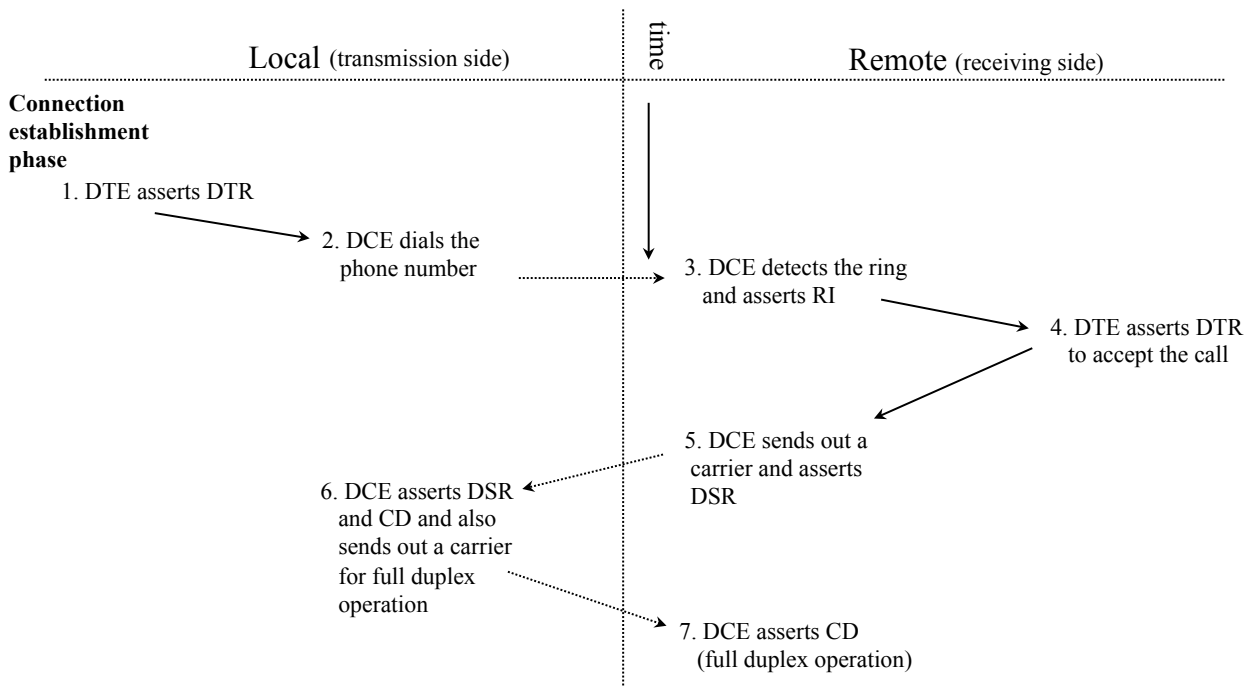 Local (transmission side)
time
Remote (receiving side)
Connection
establishment
phase
1. DTE asserts DTR
2. DCE dials the
phone number
3. DCE detects the ring
and asserts RI
4. DTE asserts DTR
to accept the call
5. DCE sends out a
carrier and asserts
DSR
6. DCE asserts DSR
and CD and also
sends out a carrier
for full duplex
operation
7. DCE asserts CD
(full duplex operation)